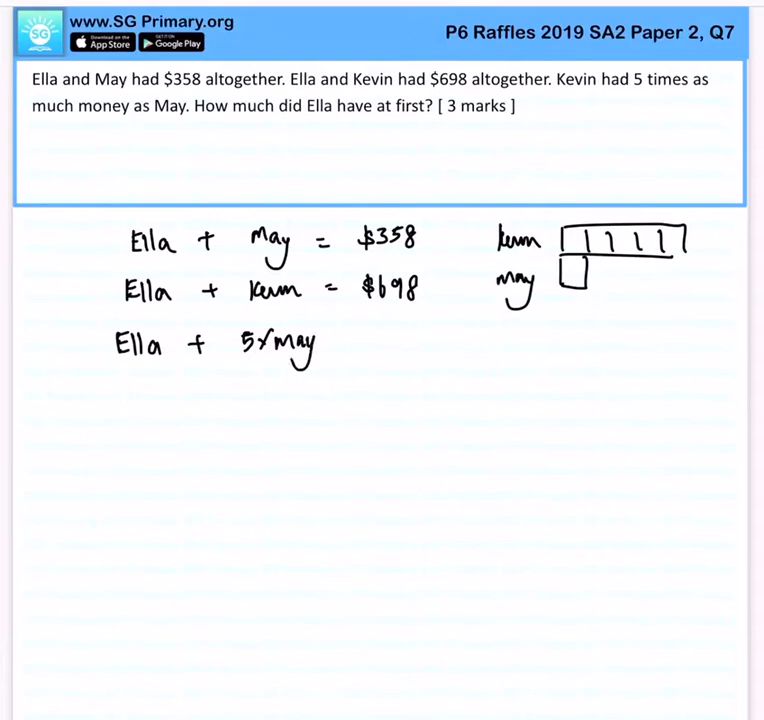 www.SG Primary.org
SG
Download on the App Store
GET IT ON Google Play
P6 Raffles 2019 SA2 Paper 2, Q7
Ella and May had $358 altogether. Ella and Kevin had $698 altogether. Kevin had 5 times as
much money as May. How much did Ella have at first? [ 3 marks ]
Ella + May = $358
Kevin
Ella + Kevin = $698
May
Ella + 5×May